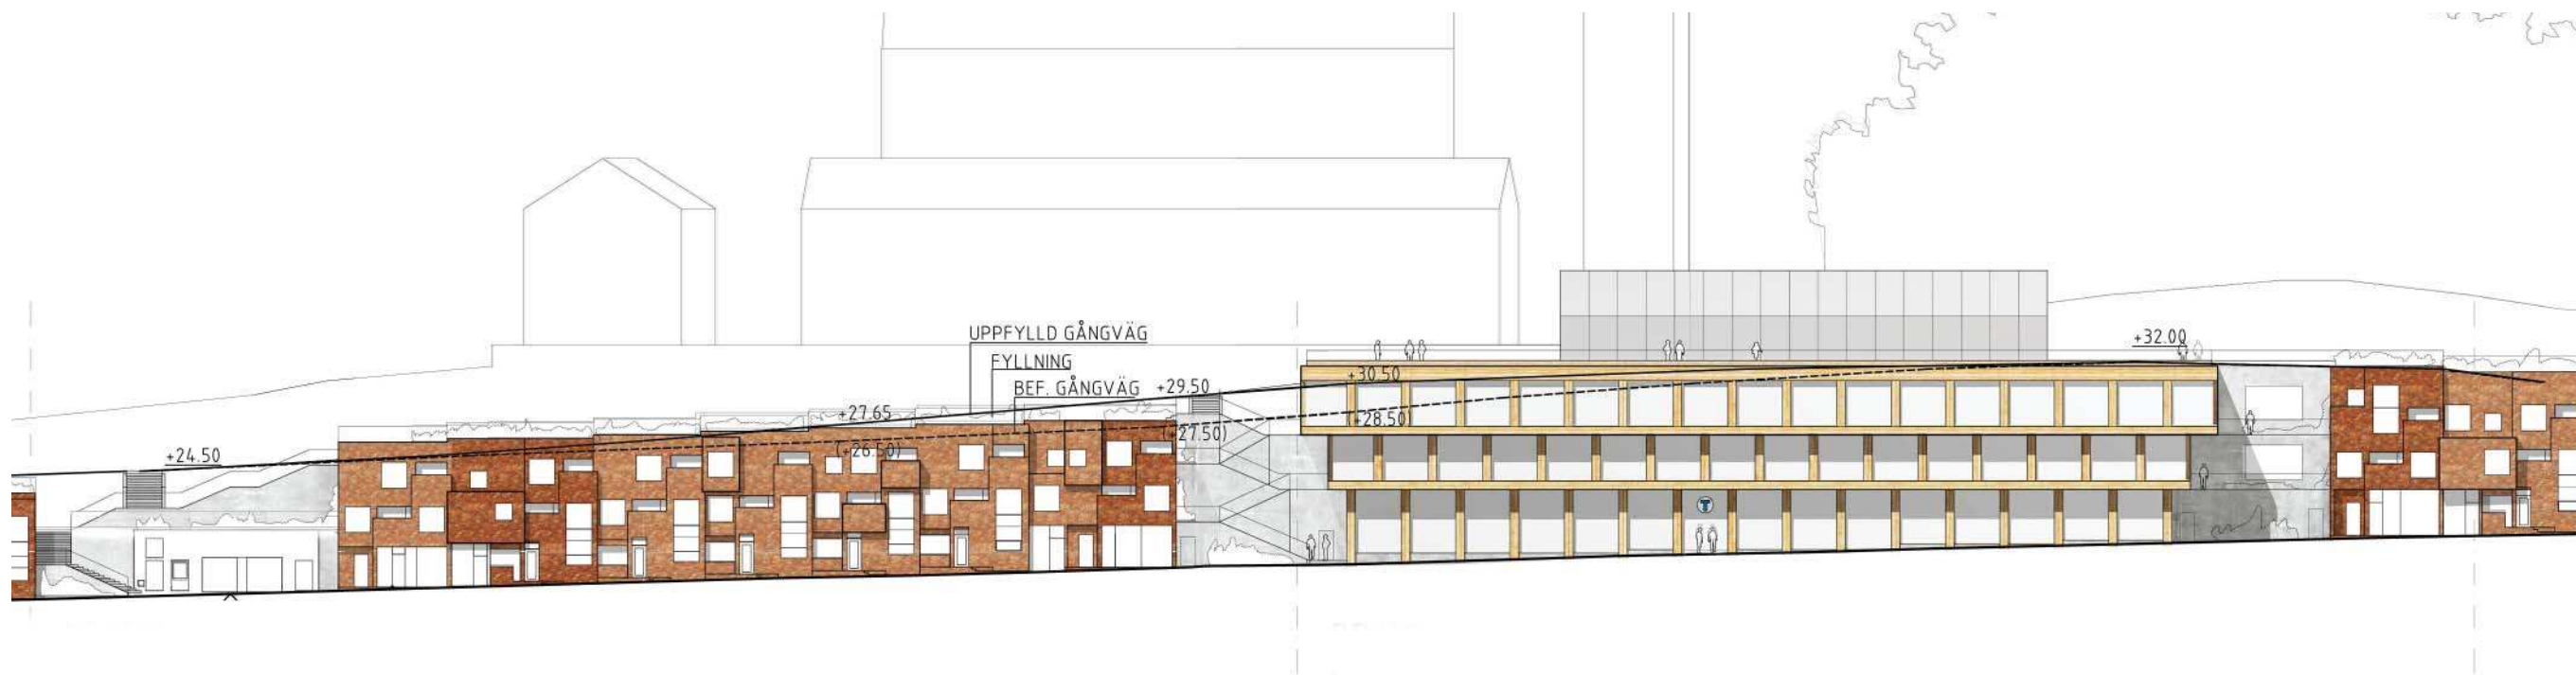 UPPFYLLD GÅNGVÄG
FYLLNING
BEF. GÅNGVÄG
+24.50
+27.65
(+26.50)
+29.50
(+27.50)
+30.50
(+28.50)
+32.00
T